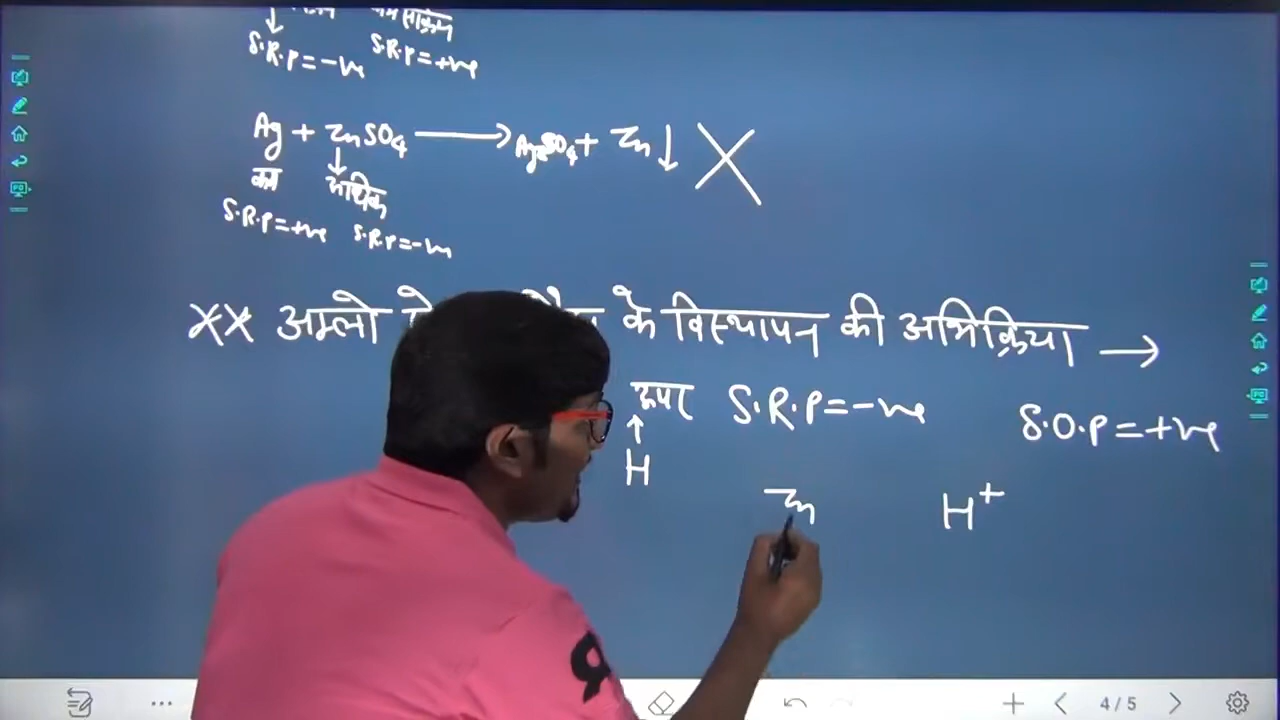 S.R.P=-ve S.R.P=+ve
Ag + ZnSO4 → Ag2SO4 + Zn↓ X
कम अधिक
S.R.P=+ve S.R.P=-ve
XX अम्लो के विस्थापन की अभिक्रिया →
ऊपर S.R.P=-ve S.O.P=+ve
↑
H
Zn H+
4/5